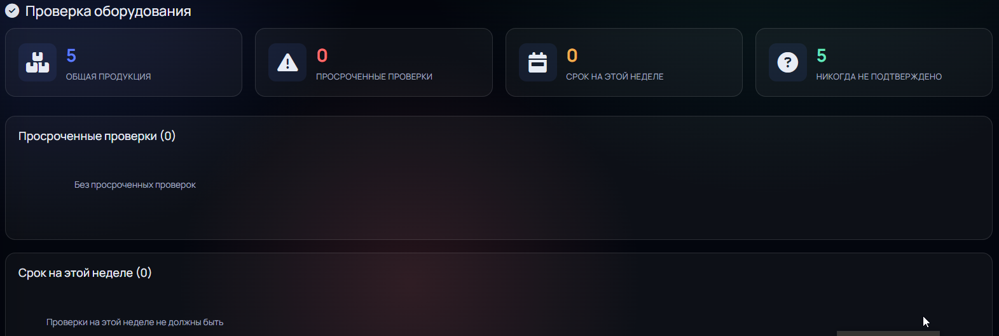 Проверка оборудования
5
ОБЩАЯ ПРОДУКЦИЯ
0
ПРОСРОЧЕННЫЕ ПРОВЕРКИ
0
СРОК НА ЭТОЙ НЕДЕЛЕ
5
НИКОГДА НЕ ПОДТВЕРЖДЕНО
Просроченные проверки (0)
Без просроченных проверок
Срок на этой неделе (0)
Проверки на этой неделе не должны быть